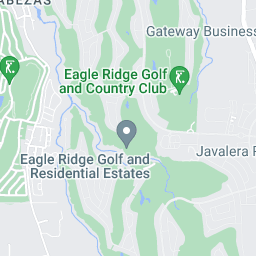 ABEZAS
Gateway Business
Eagle Ridge Golf
and Country Club
Eagle Ridge Golf and
Residential Estates
Javalera